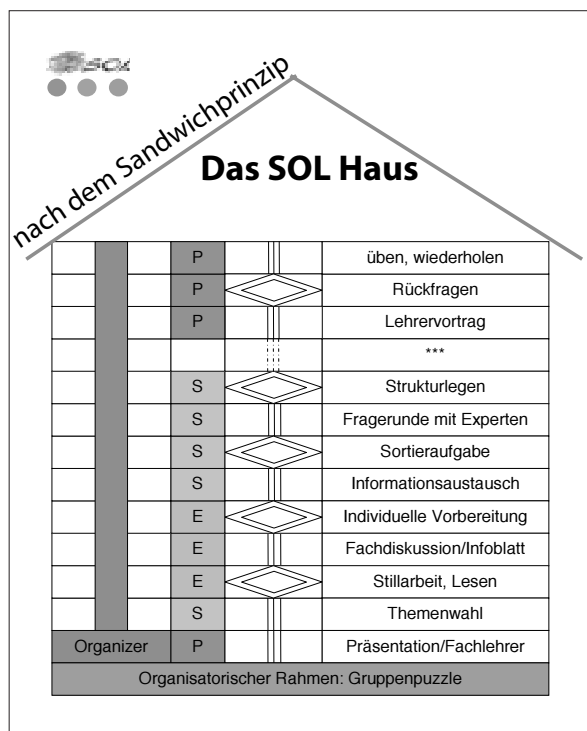 SOL
nach dem Sandwichprinzip
Das SOL Haus
P üben, wiederholen
P Rückfragen
P Lehrervortrag
***
S Strukturlegen
S Fragerunde mit Experten
S Sortieraufgabe
S Informationsaustausch
E Individuelle Vorbereitung
E Fachdiskussion/Infoblatt
E Stillarbeit, Lesen
S Themenwahl
Organizer P Präsentation/Fachlehrer
Organisatorischer Rahmen: Gruppenpuzzle